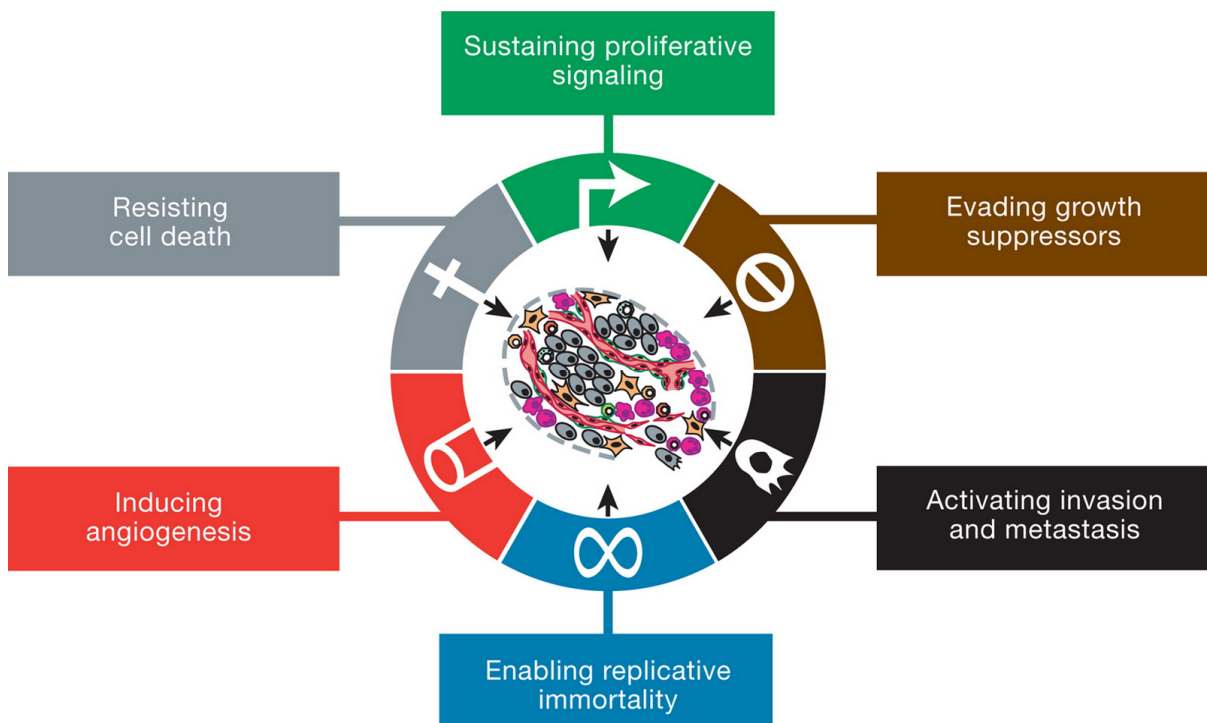 Sustaining proliferative
signaling
Resisting
cell death
Evading growth
suppressors
Inducing
angiogenesis
Activating invasion
and metastasis
Enabling replicative
immortality